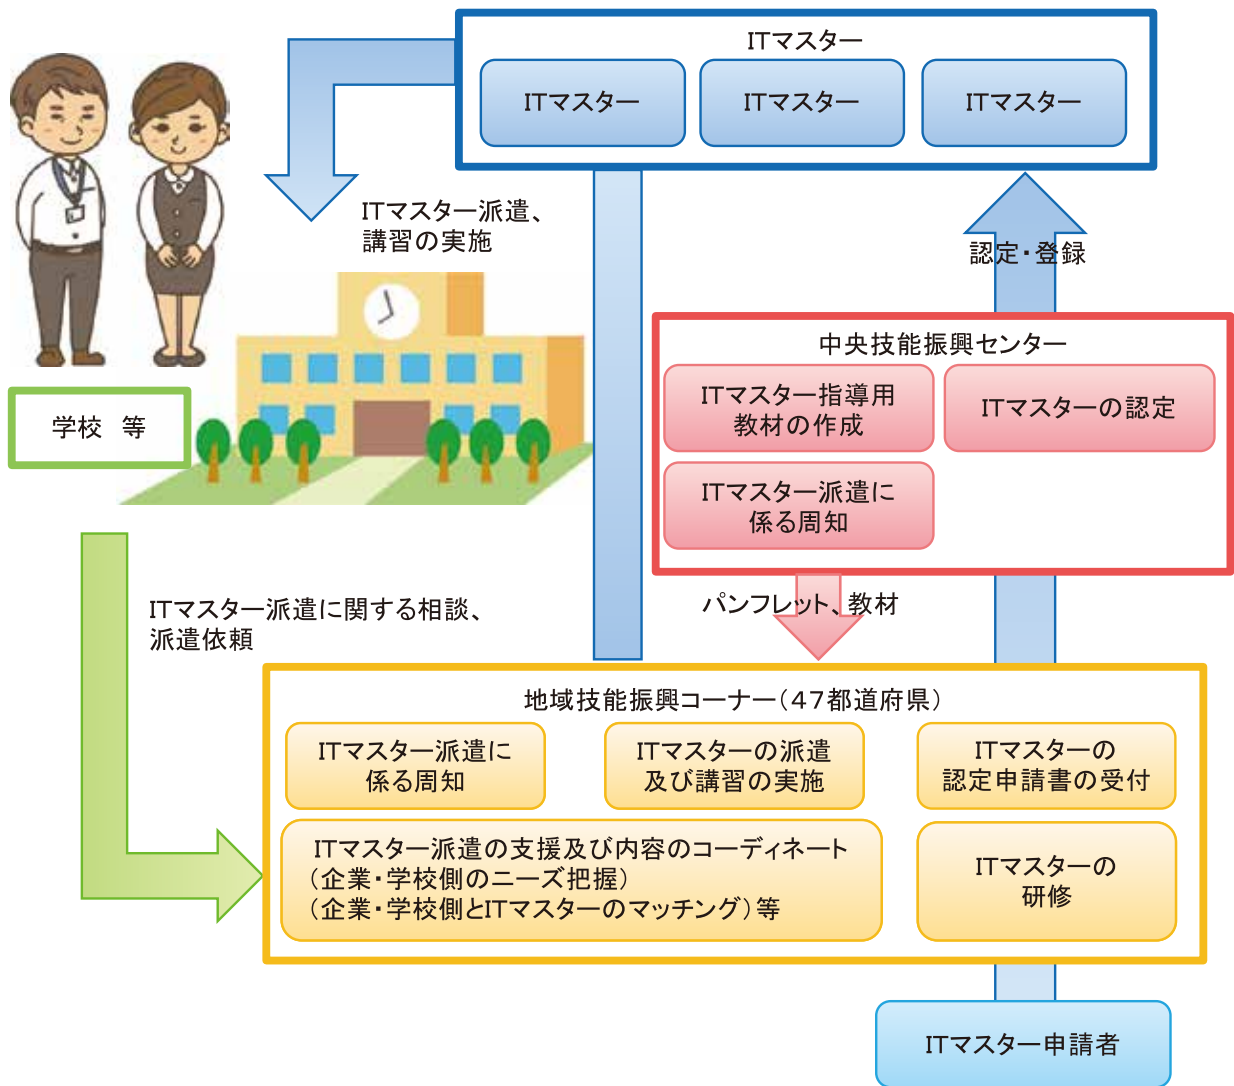 ITマスター
ITマスター
ITマスター
ITマスター
ITマスター派遣、
講習の実施
認定・登録
中央技能振興センター
ITマスター指導用
教材の作成
ITマスターの認定
ITマスター派遣に
係る周知
学校 等
パンフレット、教材
ITマスター派遣に関する相談、
派遣依頼
地域技能振興コーナー(47都道府県)
ITマスター派遣に
係る周知
ITマスターの派遣
及び講習の実施
ITマスターの
認定申請書の受付
ITマスター派遣の支援及び内容のコーディネート
(企業・学校側のニーズ把握)
(企業・学校側とITマスターのマッチング)等
ITマスターの
研修
ITマスター申請者